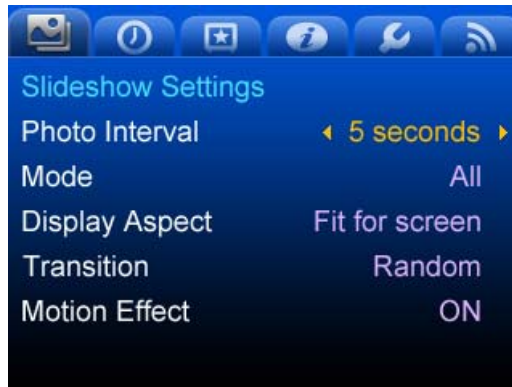 Slideshow Settings
Photo Interval 5 seconds
Mode All
Display Aspect Fit for screen
Transition Random
Motion Effect ON